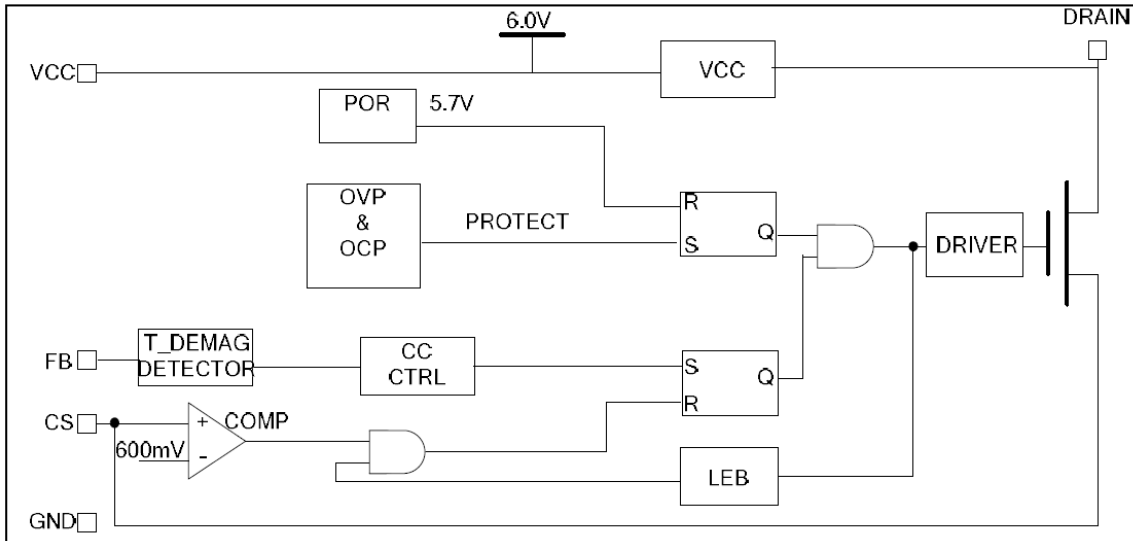 6.0V
DRAIN
VCC
VCC
POR
5.7V
OVP
&
OCP
PROTECT
R
S
Q
DRIVER
FB
T_DEMAG
DETECTOR
CC
CTRL
S
R
Q
CS
+
COMP
600mV
-
LEB
GND